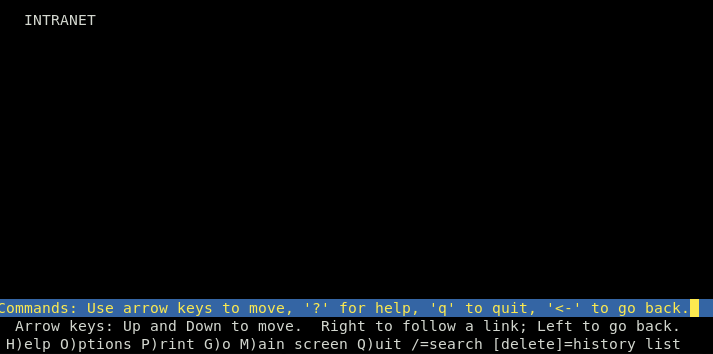 INTRANET
Commands: Use arrow keys to move, '?' for help, 'q' to quit, '<-' to go back.
Arrow keys: Up and Down to move.  Right to follow a link; Left to go back.
H)elp O)ptions P)rint G)o M)ain screen Q)uit /=search [delete]=history list